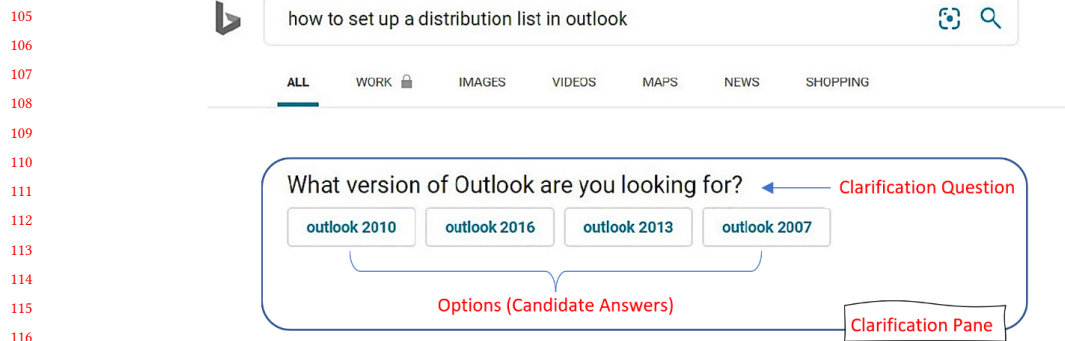 105
how to set up a distribution list in outlook
106
107
ALL WORK IMAGES VIDEOS MAPS NEWS SHOPPING
108
109
110
111
What version of Outlook are you looking for? Clarification Question
112
outlook 2010 outlook 2016 outlook 2013 outlook 2007
113
114
115
Options (Candidate Answers)
Clarification Pane
116